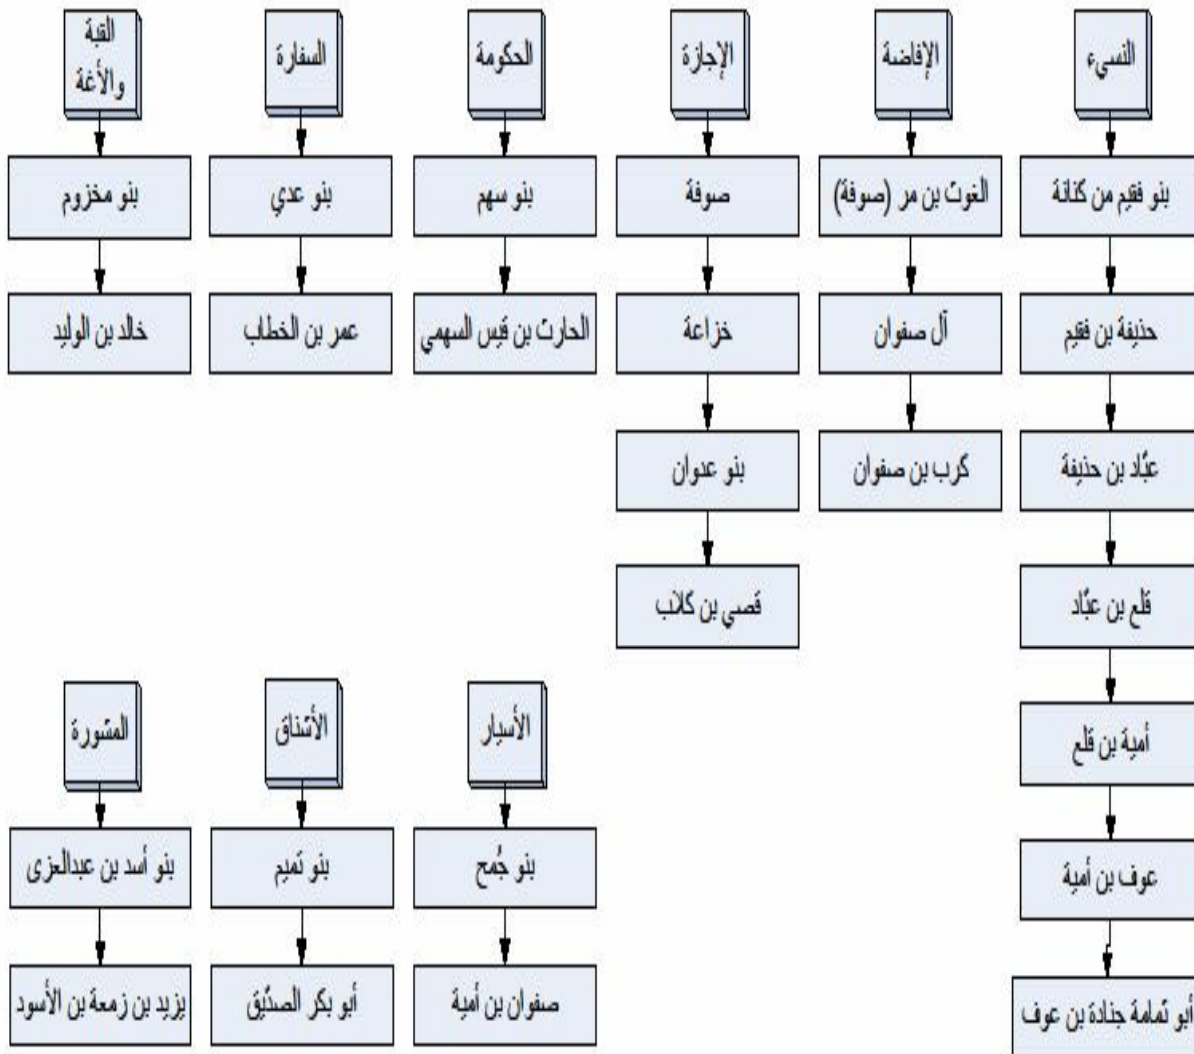 النسيء
بنو فقيم من كنانة
حذيفة بن فقيم
عبّاد بن حذيفة
قلع بن عبّاد
أمية بن قلع
عوف بن أمية
أبو ثمامة جنادة بن عوف
الإفاضة
الغوث بن مر (صوفة)
آل صفوان
كرب بن صفوان
الإجازة
صوفة
خزاعة
بنو عدوان
قصي بن كلاب
الحكومة
بنو سهم
الحارث بن قيس السهمي
السفارة
بنو عدي
عمر بن الخطاب
القبة
والأغة
بنو مخزوم
خالد بن الوليد
الأسيار
بنو جُمح
صفوان بن أمية
الأشناق
بنو تميم
أبو بكر الصدّيق
المشورة
بنو أسد بن عبدالعزى
يزيد بن زمعة بن الأسود